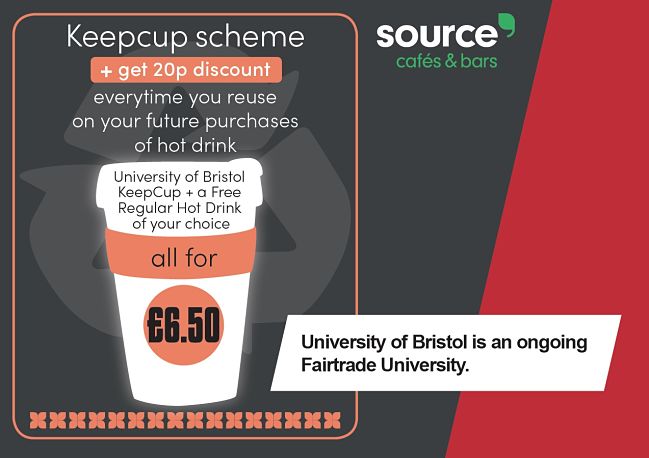 Keepcup scheme
+ get 20p discount
everytime you reuse
on your future purchases
of hot drink
University of Bristol
KeepCup + a Free
Regular Hot Drink
of your choice
all for
£6.50
source
cafés & bars
University of Bristol is an ongoing
Fairtrade University.